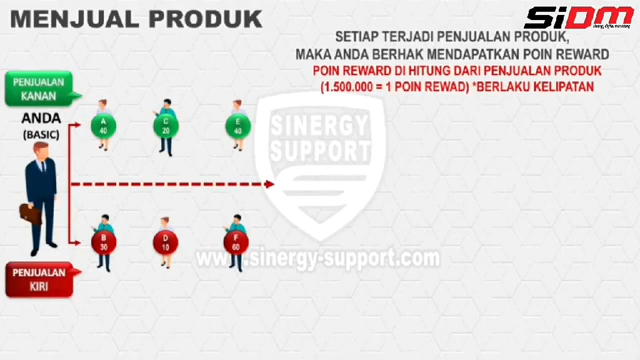 MENJUAL PRODUK
SiDM
SETIAP TERJADI PENJUALAN PRODUK,
MAKA ANDA BERHAK MENDAPATKAN POIN REWARD
POIN REWARD DI HITUNG DARI PENJUALAN PRODUK
(1.500.000 = 1 POIN REWAD) *BERLAKU KELIPATAN
PENJUALAN
KANAN
ANDA
(BASIC)
A
40
C
20
E
40
SINERGY
SUPPORT
B
30
D
10
F
60
www.sinergy-support.com
PENJUALAN
KIRI